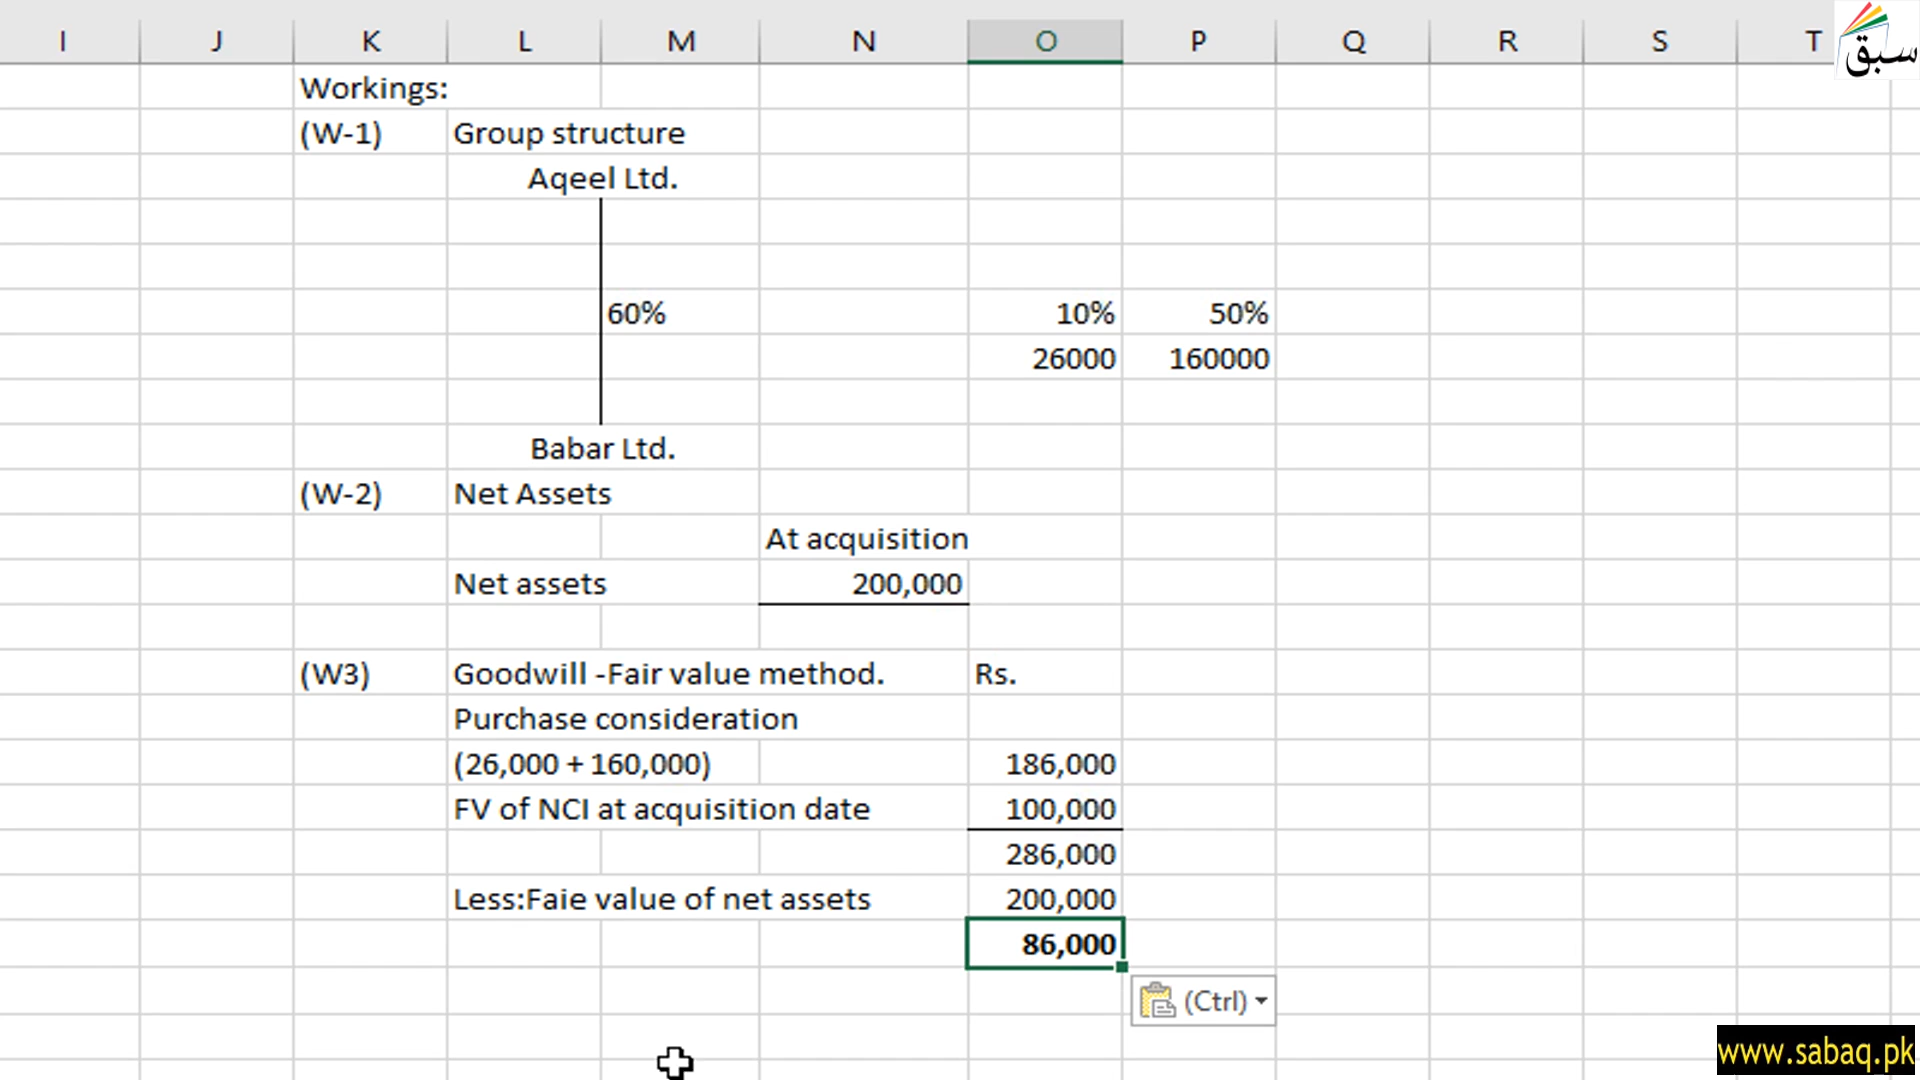 سبق
I J K L M N O P Q R S T
Workings:
(W-1) Group structure
Aqeel Ltd.
60% 10% 50%
26000 160000
Babar Ltd.
(W-2) Net Assets
At acquisition
Net assets 200,000
(W3) Goodwill -Fair value method. Rs.
Purchase consideration
(26,000 + 160,000) 186,000
FV of NCI at acquisition date 100,000
286,000
Less:Faie value of net assets 200,000
86,000
(Ctrl)
www.sabaq.pk